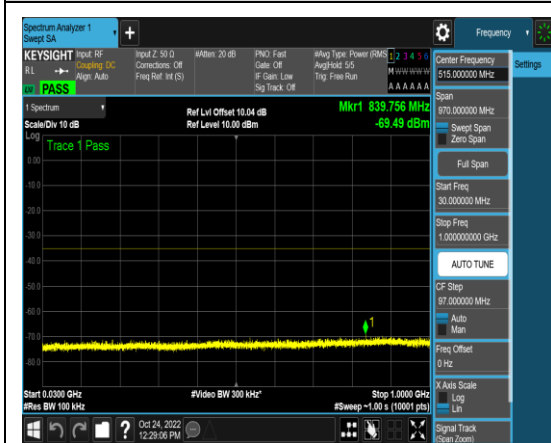 Spectrum Analyzer 1
Swept SA
Frequency
KEYSIGHT
RL
Input: RF
Coupling: DC
Align: Auto
Input Z: 50 Ω
Corrections: Off
Freq Ref: Int (S)
#Atten: 20 dB
PNO: Fast
Gate: Off
IF Gain: Low
Sig Track: Off
#Avg Type: Power (RMS
Avg|Hold: 5/5
Trig: Free Run
1 2 3 4 5 6
M W W W W W
A A A A A A
PASS
1 Spectrum
Scale/Div 10 dB
Ref Lvl Offset 10.04 dB
Ref Level 10.00 dBm
Mkr1 839.756 MHz
-69.49 dBm
Log
Trace 1 Pass
0.00
-10.0
-20.0
-30.0
-40.0
-50.0
-60.0
-70.0
-80.0
1
Start 0.0300 GHz
#Res BW 100 kHz
#Video BW 300 kHz*
Stop 1.0000 GHz
#Sweep ~1.00 s (10001 pts)
Oct 24, 2022
12:29:06 PM
Center Frequency
515.000000 MHz
Settings
Span
970.000000 MHz
Swept Span
Zero Span
Full Span
Start Freq
30.000000 MHz
Stop Freq
1.000000000 GHz
AUTO TUNE
CF Step
97.000000 MHz
Auto
Man
Freq Offset
0 Hz
X Axis Scale
Log
Lin
Signal Track
(Span Zoom)